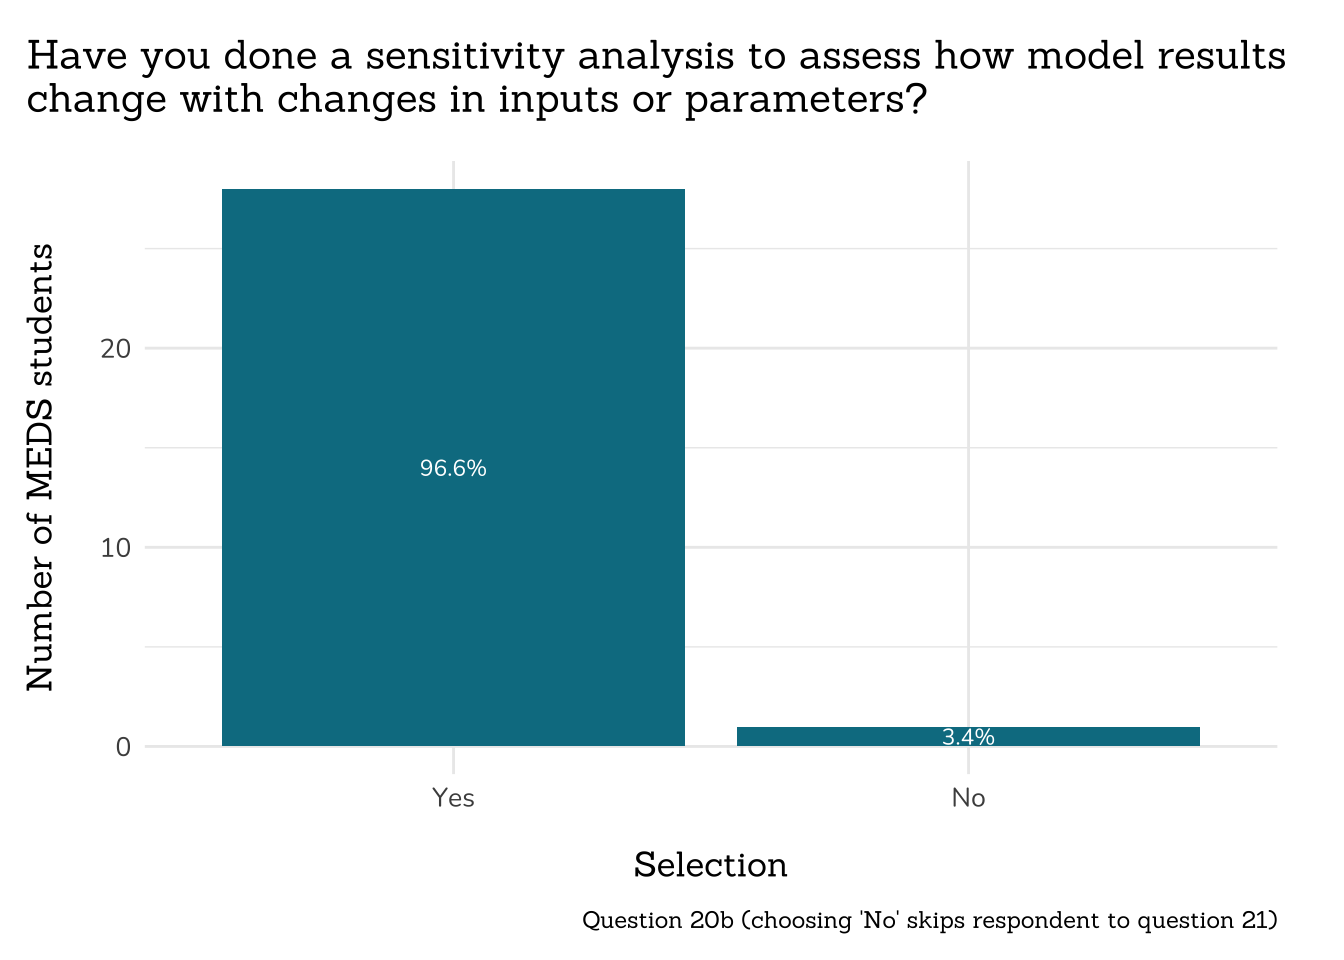 Have you done a sensitivity analysis to assess how model results
change with changes in inputs or parameters?
Number of MEDS students
20
10
0
96.6%
3.4%
Yes
No
Selection
Question 20b (choosing 'No' skips respondent to question 21)